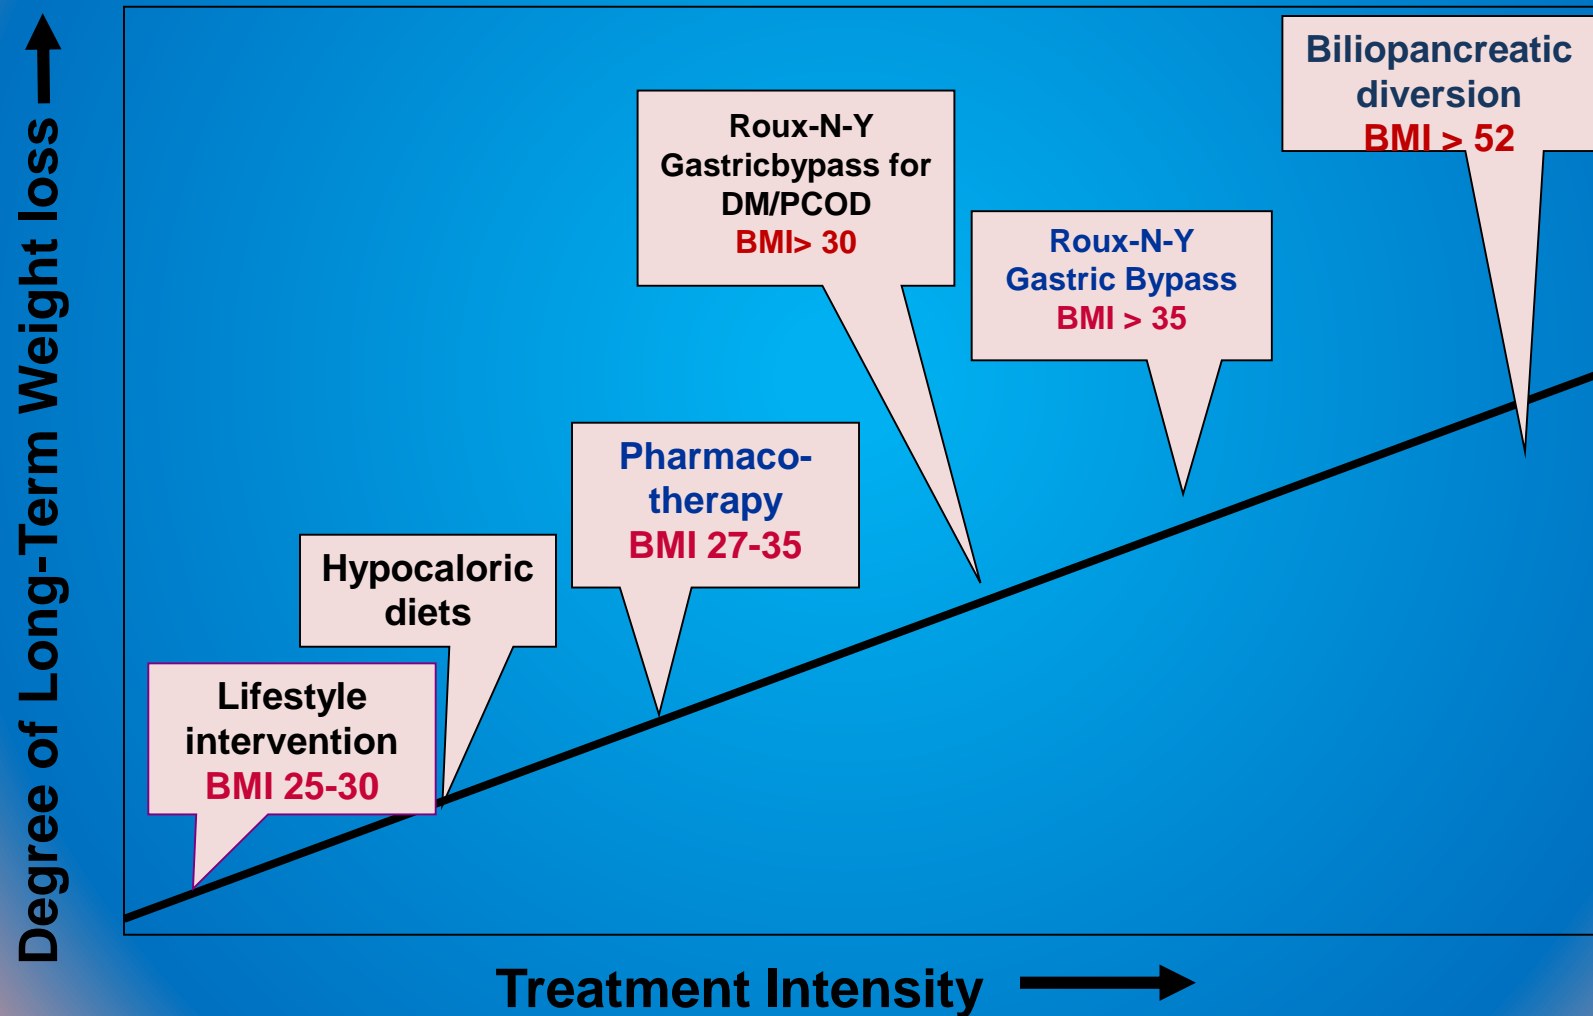 Degree of Long-Term Weight loss
Biliopancreatic
diversion
BMI > 52
Roux-N-Y
Gastricbypass for
DM/PCOD
BMI> 30
Roux-N-Y
Gastric Bypass
BMI > 35
Pharmaco-
therapy
BMI 27-35
Hypocaloric
diets
Lifestyle
intervention
BMI 25-30
Treatment Intensity